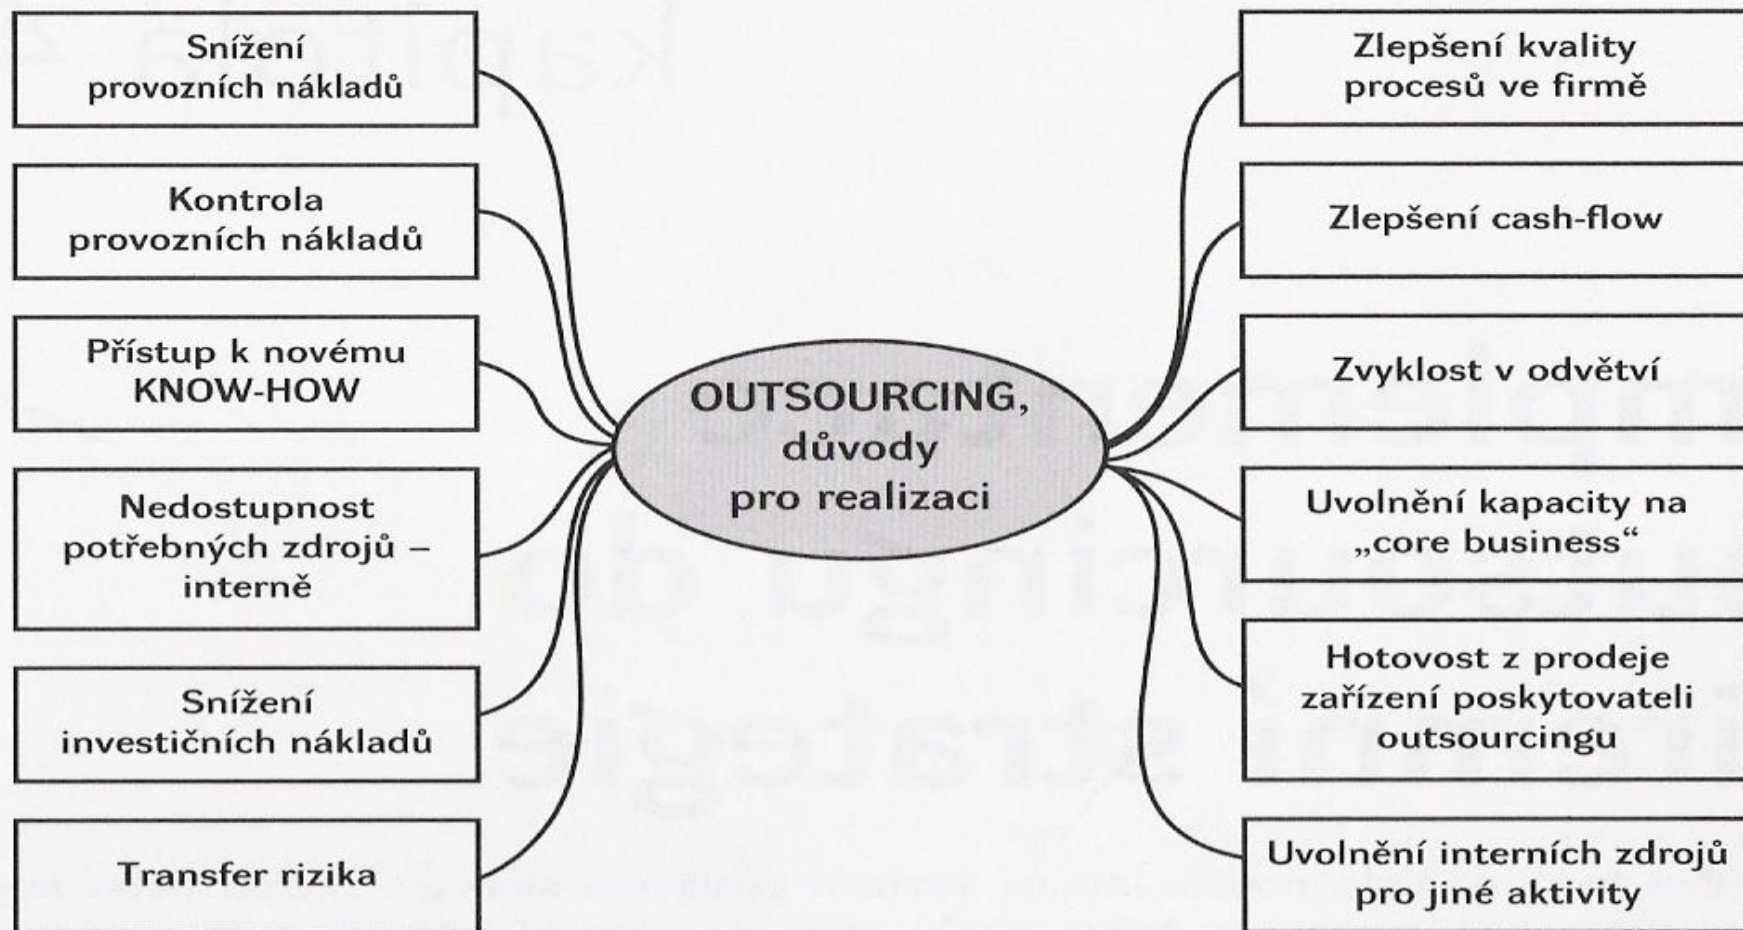 Snížení
provozních nákladů
Kontrola
provozních nákladů
Přístup k novému
KNOW-HOW
Nedostupnost
potřebných zdrojů –
interně
Snížení
investičních nákladů
Transfer rizika
OUTSOURCING,
důvody
pro realizaci
Zlepšení kvality
procesů ve firmě
Zlepšení cash-flow
Zvyklost v odvětví
Uvolnění kapacity na
„core business“
Hotovost z prodeje
zařízení poskytovateli
outsourcingu
Uvolnění interních zdrojů
pro jiné aktivity